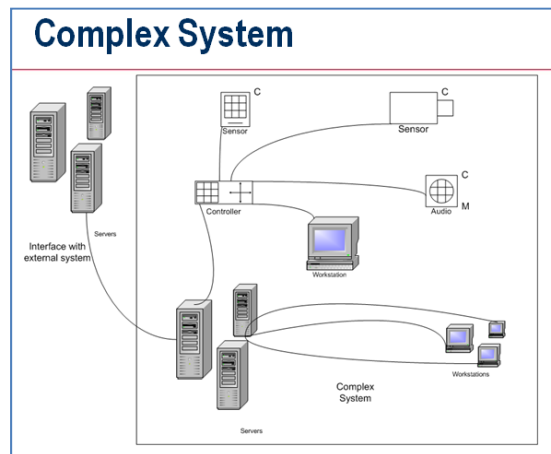 Complex System
C
Sensor
C
Sensor
C
M
Audio
Controller
Servers
Interface with
external system
Workstation
Workstations
Complex
System
Servers